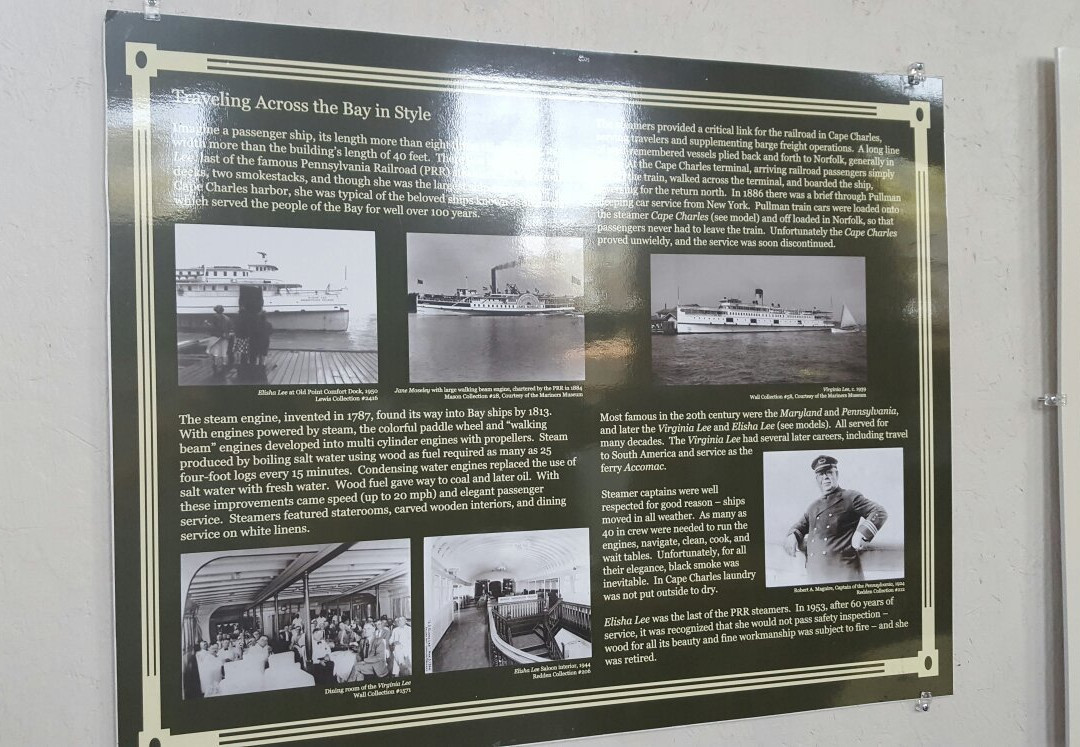 Traveling Across the Bay in Style
a passenger ship, its length more than
width more than the building's length of 40 feet.
Lee, last of the famous Pennsylvania Railroad (PRR)
decks, two smokestacks, and though she was the
Cape Charles harbor, she was typical of the beloved ships known
which served the people of the Bay for well over 100 years.
Elisha Lee at Old Point Comfort Dock, 1950
Lewis Collection #2416
Jane Moseley with large walking beam engine, chartered by the PRR in 1884
Mason Collection #28, Courtesy of the Mariners Museum
The steam engine, invented in 1787, found its way into Bay ships by 1813.
With engines powered by steam, the colorful paddle wheel and “walking
beam” engines developed into multi cylinder engines with propellers. Steam
produced by boiling salt water using wood as fuel required as many as 25
four-foot logs every 15 minutes. Condensing water engines replaced the use of
salt water with fresh water. Wood fuel gave way to coal and later oil. With
these improvements came speed (up to 20 mph) and elegant passenger
service. Steamers featured staterooms, carved wooden interiors, and dining
service on white linens.
Dining room of the Virginia Lee
Wall Collection #1571
Elisha Lee Saloon interior, 1944
Redden Collection #206
provided a critical link for the railroad in Cape Charles,
travelers and supplementing barge freight operations. A long line
remembered vessels plied back and forth to Norfolk, generally in
the Cape Charles terminal, arriving railroad passengers simply
train, walked across the terminal, and boarded the ship,
for the return north. In 1886 there was a brief through Pullman
car service from New York. Pullman train cars were loaded onto
the steamer Cape Charles (see model) and off loaded in Norfolk, so that
passengers never had to leave the train. Unfortunately the Cape Charles
proved unwieldy, and the service was soon discontinued.
Virginia Lee, c. 1939
Wall Collection #58, Courtesy of the Mariners Museum
Most famous in the 20th century were the Maryland and Pennsylvania,
and later the Virginia Lee and Elisha Lee (see models). All served for
many decades. The Virginia Lee had several later careers, including travel
to South America and service as the
ferry Accomac.
Steamer captains were well
respected for good reason – ships
moved in all weather. As many as
40 in crew were needed to run the
engines, navigate, clean, cook, and
wait tables. Unfortunately, for all
their elegance, black smoke was
inevitable. In Cape Charles laundry
was not put outside to dry.
Robert A. Maguire, Captain of the Pennsylvania, 1924
Redden Collection #212
Elisha Lee was the last of the PRR steamers. In 1953, after 60 years of
service, it was recognized that she would not pass safety inspection –
wood for all its beauty and fine workmanship was subject to fire – and she
was retired.